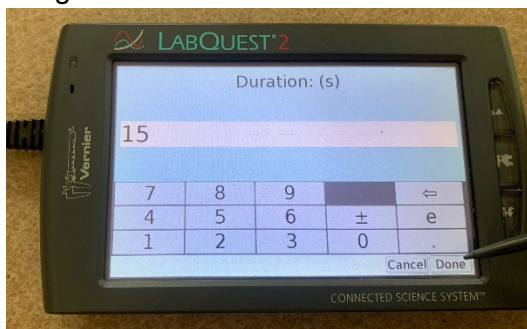 LABQUEST®2
Duration: (s)
15
7 8 9 ⇦
4 5 6 ± e
1 2 3 0 .
Cancel Done
Vernier
CONNECTED SCIENCE SYSTEM™